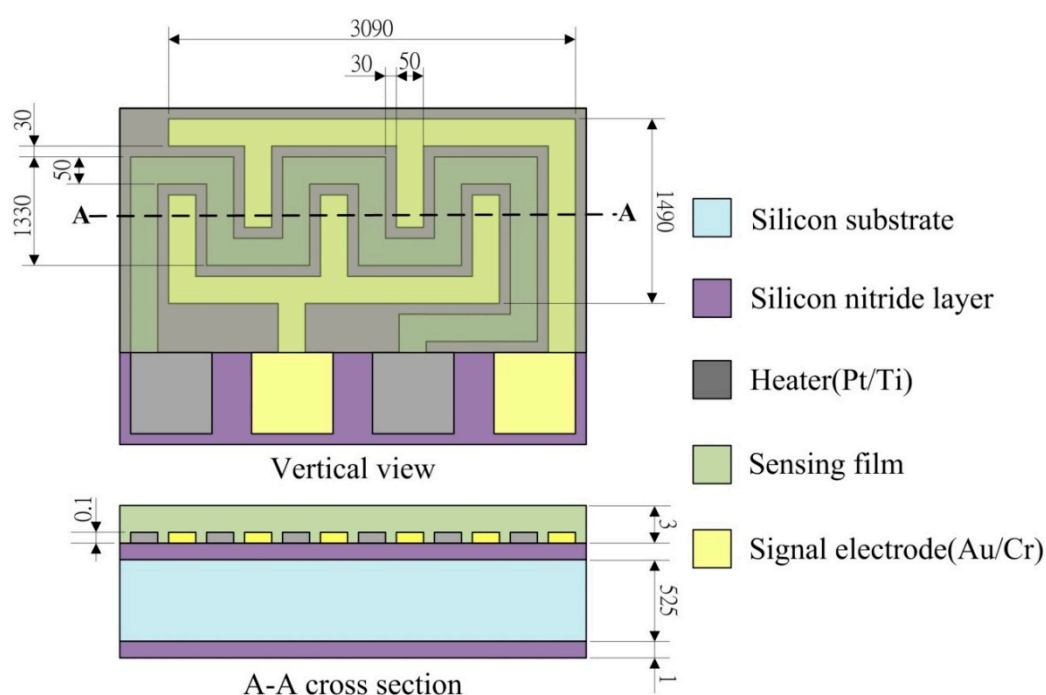 3090
30
50
30
50
1330
A
A
1490
Silicon substrate
Silicon nitride layer
Heater(Pt/Ti)
Sensing film
Signal electrode(Au/Cr)
Vertical view
0.1
3
525
1
A-A cross section